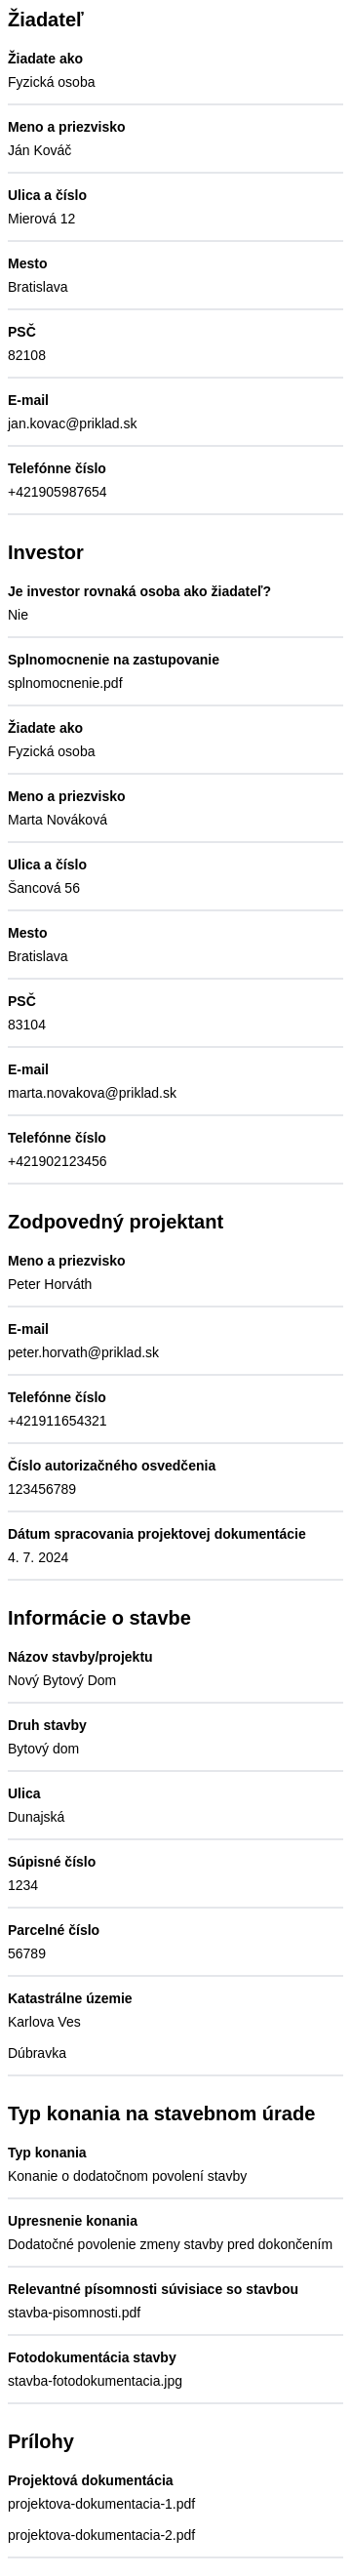 Žiadateľ
Žiadate ako
Fyzická osoba
Meno a priezvisko
Ján Kováč
Ulica a číslo
Mierová 12
Mesto
Bratislava
PSČ
82108
E-mail
jan.kovac@priklad.sk
Telefónne číslo
+421905987654
Investor
Je investor rovnaká osoba ako žiadateľ?
Nie
Splnomocnenie na zastupovanie
splnomocnenie.pdf
Žiadate ako
Fyzická osoba
Meno a priezvisko
Marta Nováková
Ulica a číslo
Šancová 56
Mesto
Bratislava
PSČ
83104
E-mail
marta.novakova@priklad.sk
Telefónne číslo
+421902123456
Zodpovedný projektant
Meno a priezvisko
Peter Horváth
E-mail
peter.horvath@priklad.sk
Telefónne číslo
+421911654321
Číslo autorizačného osvedčenia
123456789
Dátum spracovania projektovej dokumentácie
4. 7. 2024
Informácie o stavbe
Názov stavby/projektu
Nový Bytový Dom
Druh stavby
Bytový dom
Ulica
Dunajská
Súpisné číslo
1234
Parcelné číslo
56789
Katastrálne územie
Karlova Ves
Dúbravka
Typ konania na stavebnom úrade
Typ konania
Konanie o dodatočnom povolení stavby
Upresnenie konania
Dodatočné povolenie zmeny stavby pred dokončením
Relevantné písomnosti súvisiace so stavbou
stavba-pisomnosti.pdf
Fotodokumentácia stavby
stavba-fotodokumentacia.jpg
Prílohy
Projektová dokumentácia
projektova-dokumentacia-1.pdf
projektova-dokumentacia-2.pdf